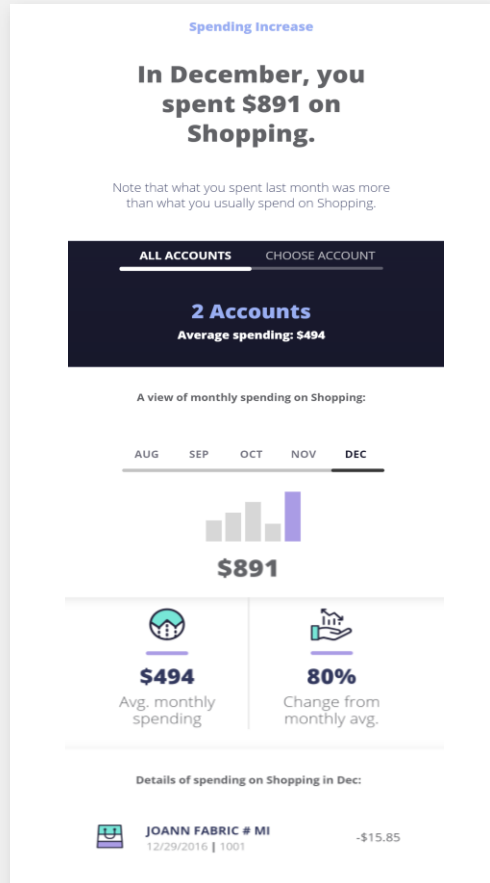 Spending Increase
In December, you
spent $891 on
Shopping.
Note that what you spent last month was more
than what you usually spend on Shopping.
ALL ACCOUNTS CHOOSE ACCOUNT
2 Accounts
Average spending: $494
A view of monthly spending on Shopping:
AUG SEP OCT NOV DEC
$891
$494 80%
Avg. monthly Change from
spending monthly avg.
Details of spending on Shopping in Dec:
JOANN FABRIC # MI -$15.85
12/29/2016 | 1001